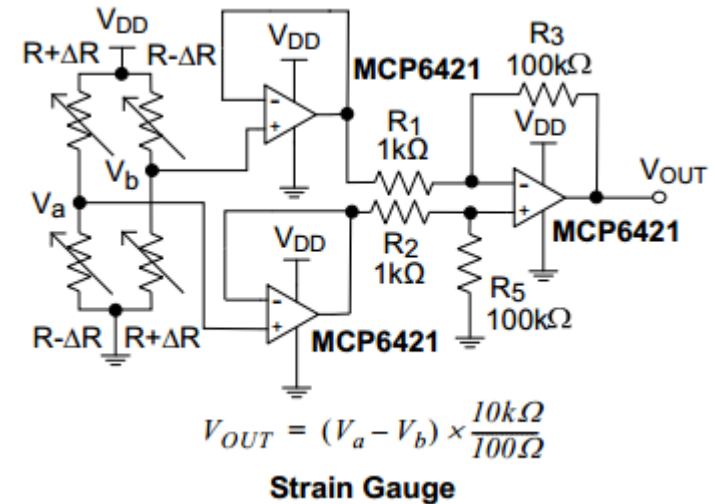 VDD
R+ΔR
R-ΔR
VDD
MCP6421
R3
100kΩ
R1
1kΩ
VDD
Vb
Va
VOUT
VDD
R2
1kΩ
MCP6421
R5
100kΩ
R-ΔR
R+ΔR
MCP6421
VOUT = (Va – Vb) × 10kΩ/100Ω
Strain Gauge